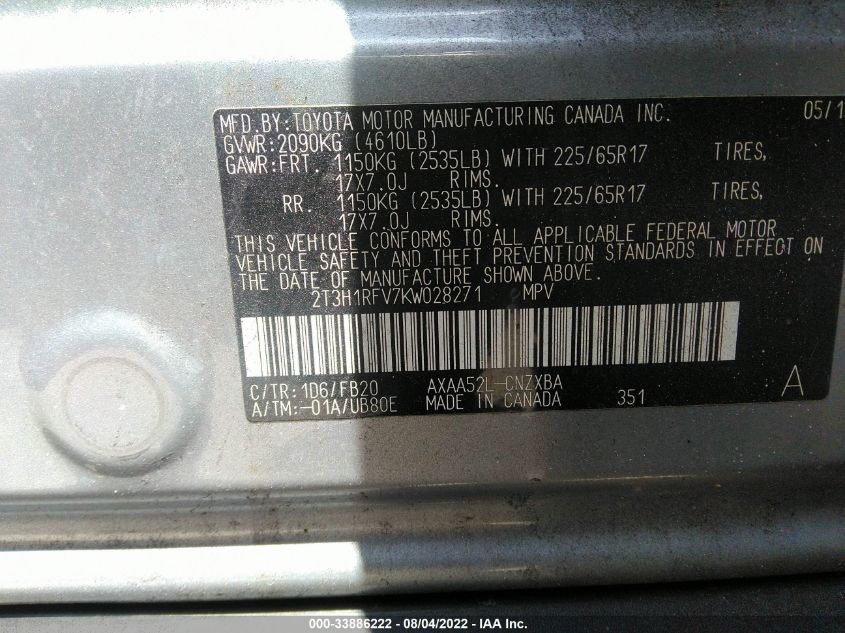 MFD.BY:TOYOTA MOTOR MANUFACTURING CANADA INC. 05/1
GVWR:2090KG (4610LB)
GAWR:FRT. 1150KG (2535LB) WITH 225/65R17 TIRES,
17X7.0J RIMS.
RR. 1150KG (2535LB) WITH 225/65R17 TIRES,
17X7.0J RIMS.
THIS VEHICLE CONFORMS TO ALL APPLICABLE FEDERAL MOTOR
VEHICLE SAFETY AND THEFT PREVENTION STANDARDS IN EFFECT ON
THE DATE OF MANUFACTURE SHOWN ABOVE.
2T3H1RFV7KW028271 MPV
C/TR:1D6/FB20 AXAA52L-CNZXBA A
A/TM:-01A/UB80E MADE IN CANADA 351
000-33886222 - 08/04/2022 - IAA Inc.